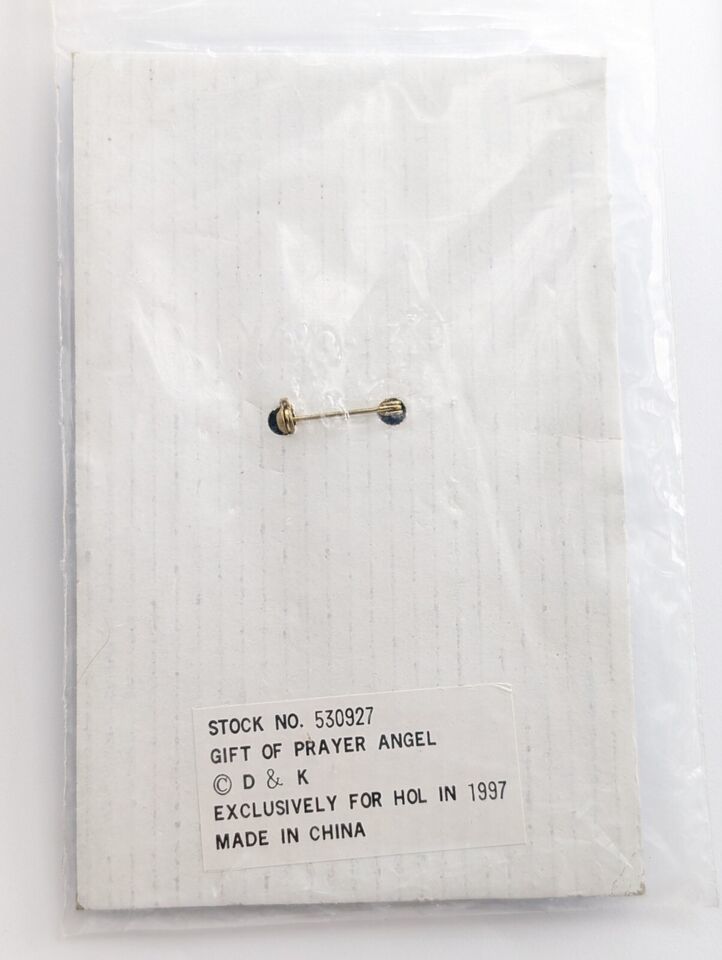 STOCK NO. 530927
GIFT OF PRAYER ANGEL
© D & K
EXCLUSIVELY FOR HOL IN 1997
MADE IN CHINA